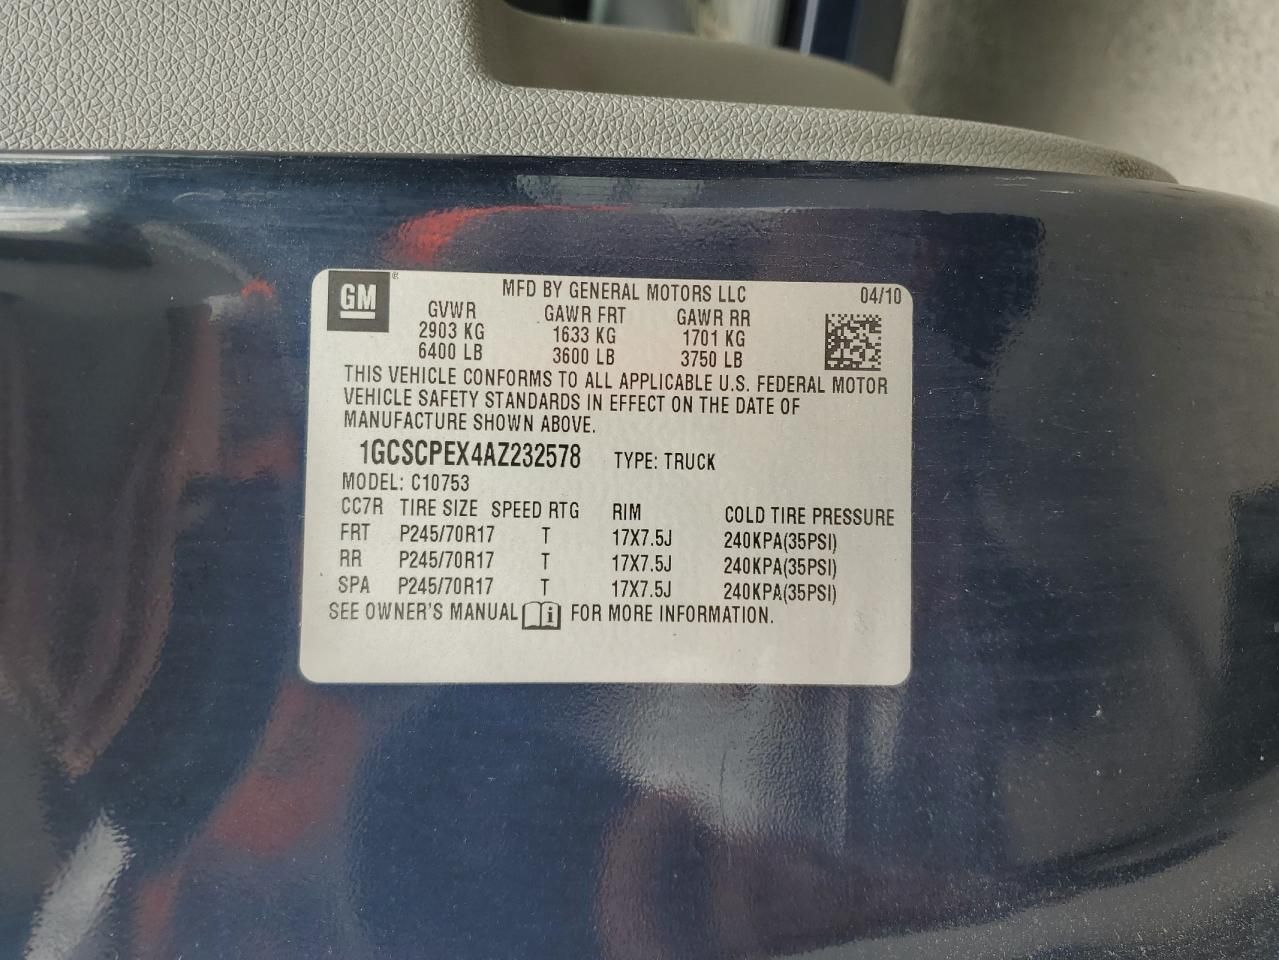 GM ® MFD BY GENERAL MOTORS LLC 04/10
GVWR GAWR FRT GAWR RR
2903 KG 1633 KG 1701 KG
6400 LB 3600 LB 3750 LB
THIS VEHICLE CONFORMS TO ALL APPLICABLE U.S. FEDERAL MOTOR
VEHICLE SAFETY STANDARDS IN EFFECT ON THE DATE OF
MANUFACTURE SHOWN ABOVE.
1GCSCPEX4AZ232578 TYPE: TRUCK
MODEL: C10753
CC7R TIRE SIZE SPEED RTG RIM COLD TIRE PRESSURE
FRT P245/70R17 T 17X7.5J 240KPA(35PSI)
RR P245/70R17 T 17X7.5J 240KPA(35PSI)
SPA P245/70R17 T 17X7.5J 240KPA(35PSI)
SEE OWNER'S MANUAL i FOR MORE INFORMATION.